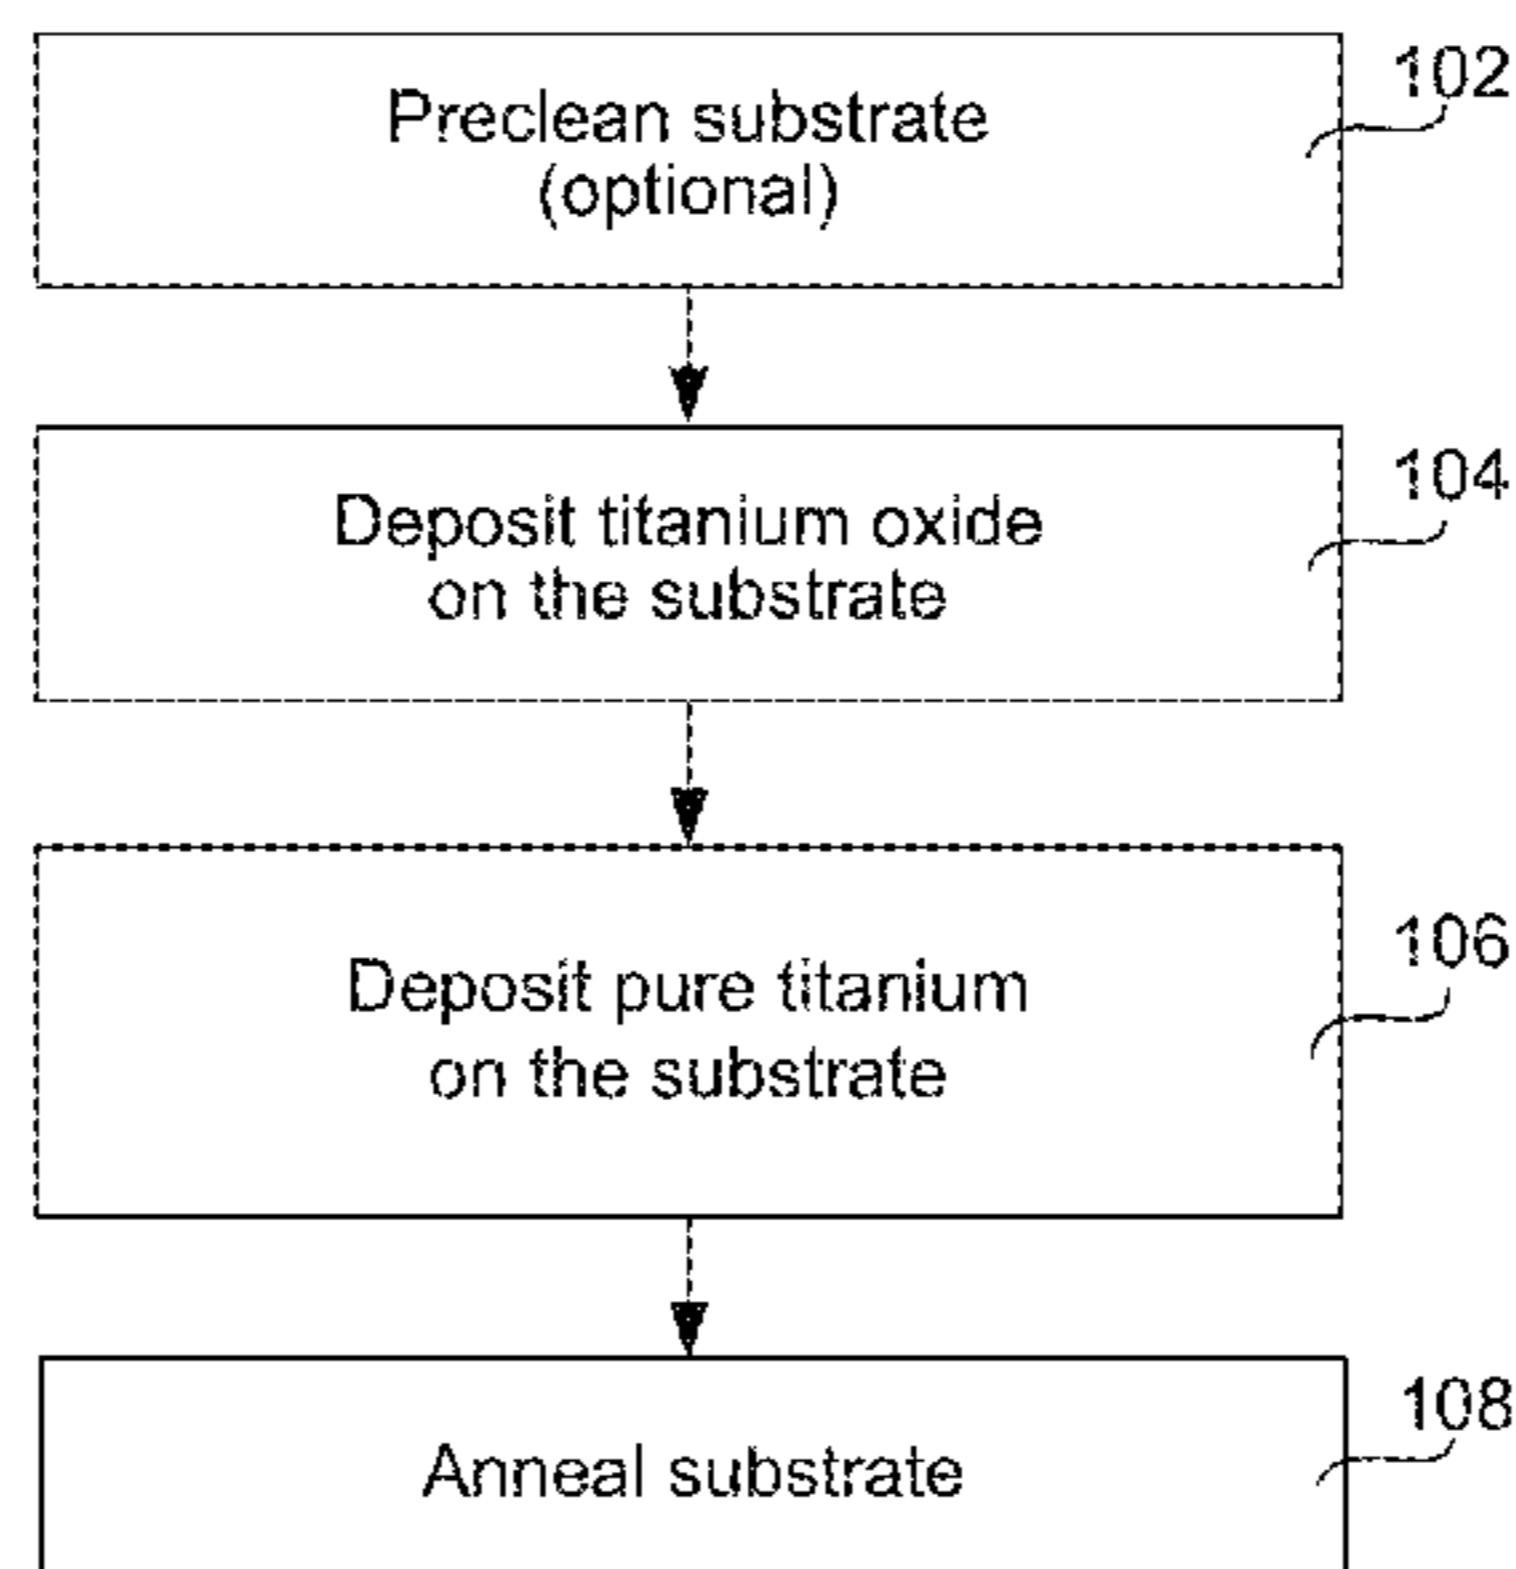 Preclean substrate
(optional)
102
Deposit titanium oxide
on the substrate
104
Deposit pure titanium
on the substrate
106
Anneal substrate
108